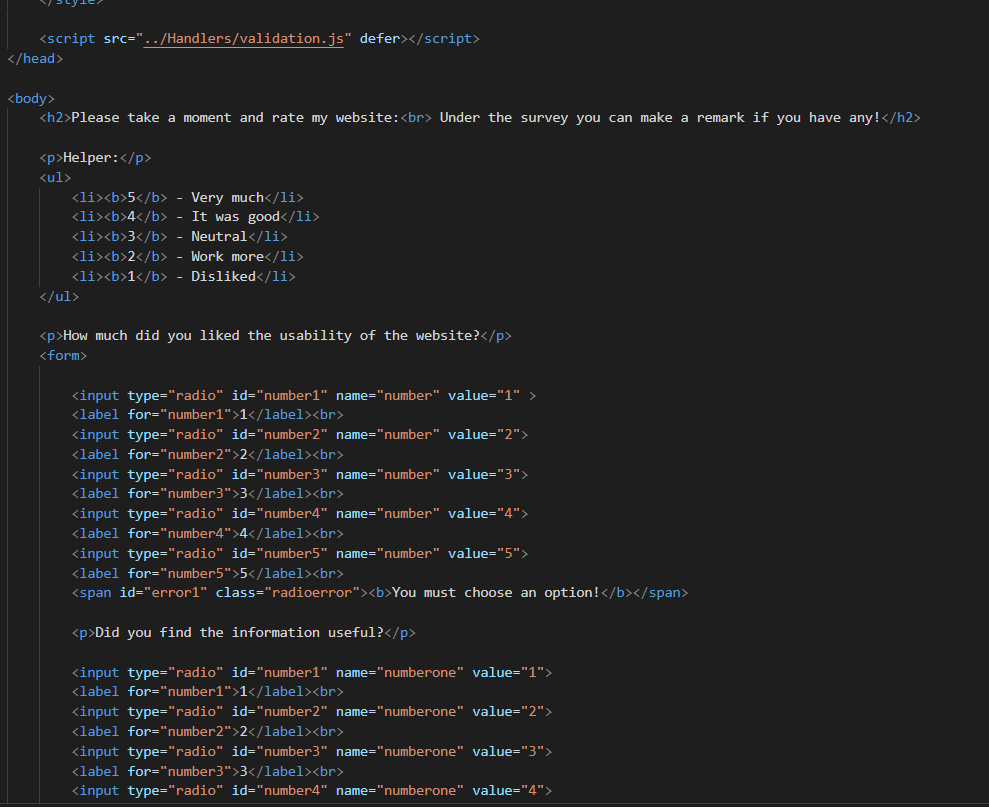 </style>
<script src="../Handlers/validation.js" defer></script>
</head>
<body>
<h2>Please take a moment and rate my website:<br> Under the survey you can make a remark if you have any!</h2>
<p>Helper:</p>
<ul>
<li><b>5</b> - Very much</li>
<li><b>4</b> - It was good</li>
<li><b>3</b> - Neutral</li>
<li><b>2</b> - Work more</li>
<li><b>1</b> - Disliked</li>
</ul>
<p>How much did you liked the usability of the website?</p>
<form>
<input type="radio" id="number1" name="number" value="1" >
<label for="number1">1</label><br>
<input type="radio" id="number2" name="number" value="2">
<label for="number2">2</label><br>
<input type="radio" id="number3" name="number" value="3">
<label for="number3">3</label><br>
<input type="radio" id="number4" name="number" value="4">
<label for="number4">4</label><br>
<input type="radio" id="number5" name="number" value="5">
<label for="number5">5</label><br>
<span id="error1" class="radioerror"><b>You must choose an option!</b></span>
<p>Did you find the information useful?</p>
<input type="radio" id="number1" name="numberone" value="1">
<label for="number1">1</label><br>
<input type="radio" id="number2" name="numberone" value="2">
<label for="number2">2</label><br>
<input type="radio" id="number3" name="numberone" value="3">
<label for="number3">3</label><br>
<input type="radio" id="number4" name="numberone" value="4">